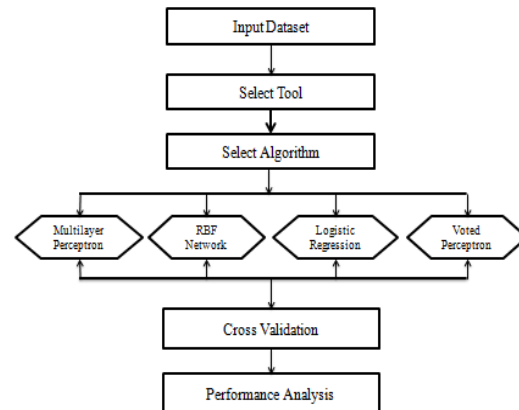 Input Dataset
Select Tool
Select Algorithm
Multilayer
Perceptron
RBF
Network
Logistic
Regression
Voted
Perceptron
Cross Validation
Performance Analysis